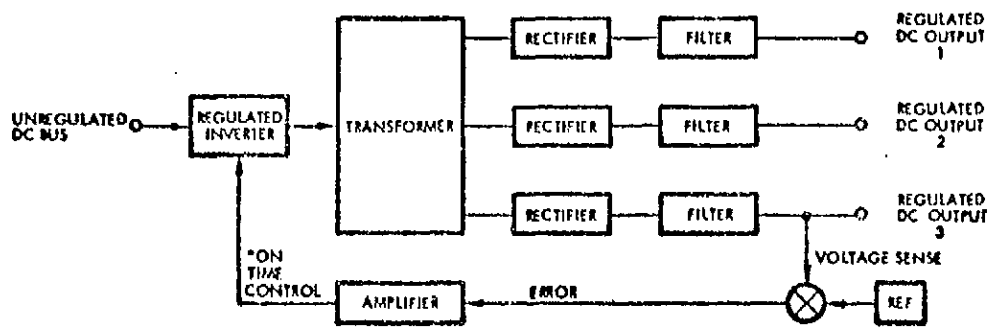 REGULATED
DC OUTPUT
1
RECTIFIER
FILTER
UNREGULATED
DC BUS
REGULATED
INVERTER
TRANSFORMER
RECTIFIER
FILTER
REGULATED
DC OUTPUT
2
RECTIFIER
FILTER
REGULATED
DC OUTPUT
3
VOLTAGE SENSE
"ON
TIME
CONTROL
AMPLIFIER
ERROR
REF